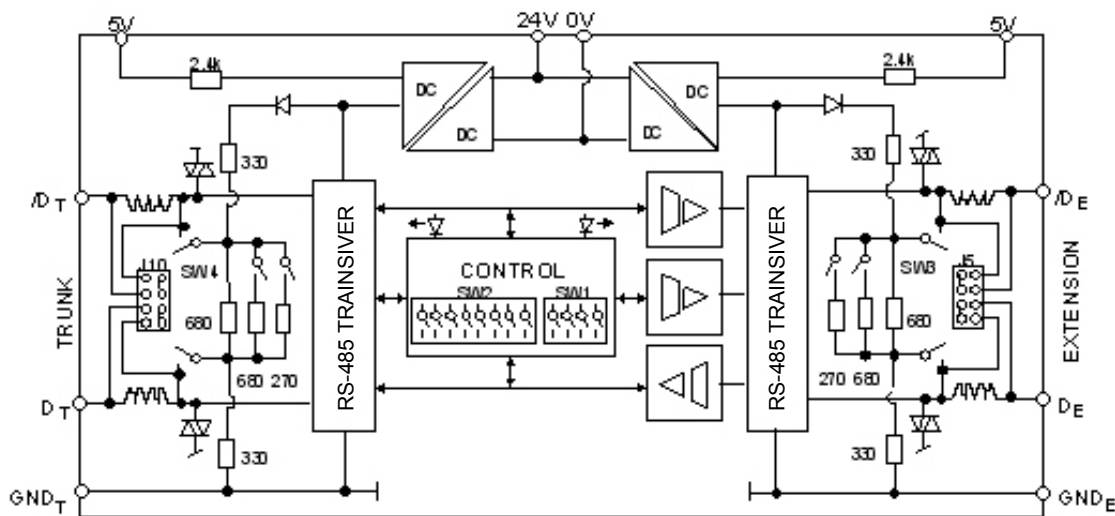 5V
24V 0V
5V
2.4k
2.4k
DC
DC
DC
DC
330
330
/D T
/D E
J10
SW4
CONTROL
SW2
SW1
SW3
J5
TRUNK
680
680 270
RS-485 TRAINSIVER
RS-485 TRAINSIVER
680
270 680
EXTENSION
D T
D E
330
330
GND T
GND E